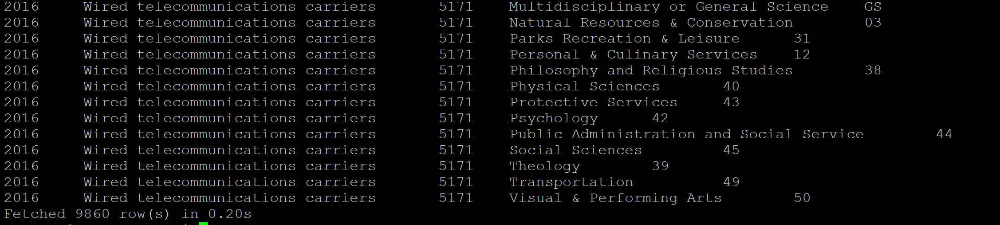 2016 Wired telecommunications carriers 5171 Multidisciplinary or General Science GS
2016 Wired telecommunications carriers 5171 Natural Resources & Conservation 03
2016 Wired telecommunications carriers 5171 Parks Recreation & Leisure 31
2016 Wired telecommunications carriers 5171 Personal & Culinary Services 12
2016 Wired telecommunications carriers 5171 Philosophy and Religious Studies 38
2016 Wired telecommunications carriers 5171 Physical Sciences 40
2016 Wired telecommunications carriers 5171 Protective Services 43
2016 Wired telecommunications carriers 5171 Psychology 42
2016 Wired telecommunications carriers 5171 Public Administration and Social Service 44
2016 Wired telecommunications carriers 5171 Social Sciences 45
2016 Wired telecommunications carriers 5171 Theology 39
2016 Wired telecommunications carriers 5171 Transportation 49
2016 Wired telecommunications carriers 5171 Visual & Performing Arts 50
Fetched 9860 row(s) in 0.20s